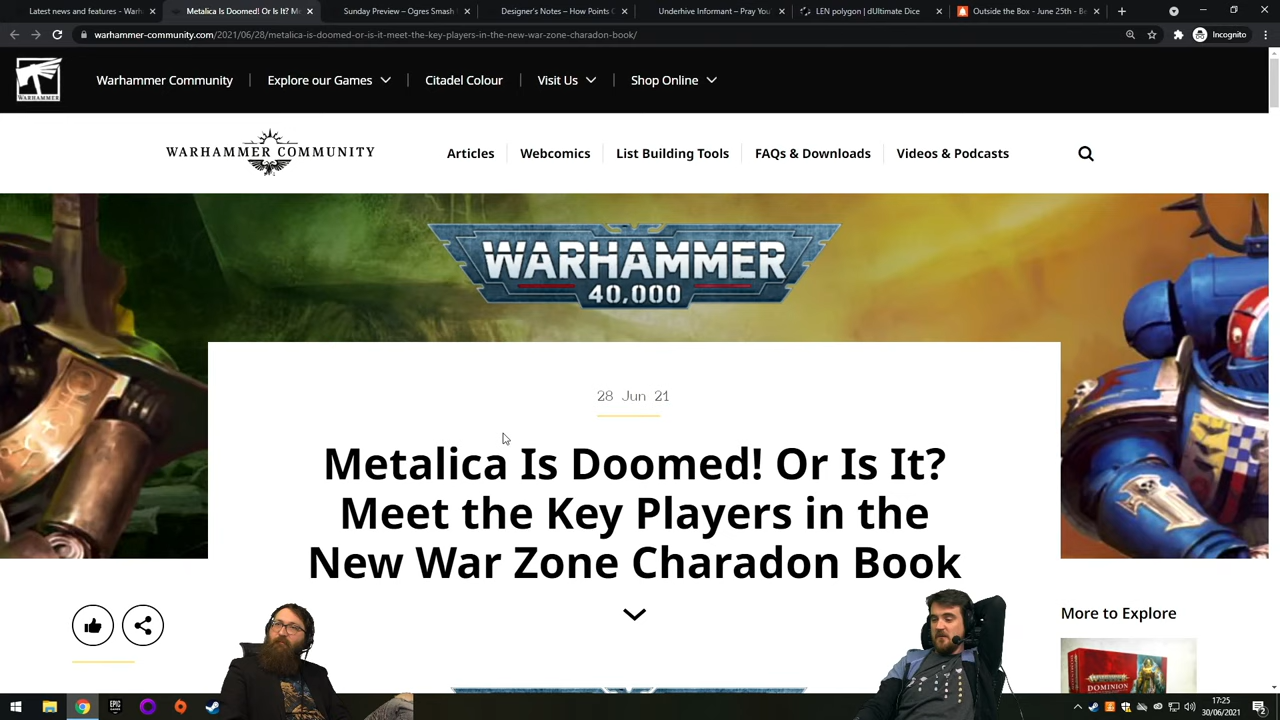 Latest news and features - Warh
Metalica Is Doomed! Or Is It? M
Sunday Preview – Ogres Smash
Designer's Notes – How Points C
Underhive Informant – Pray You
LEN polygon | dUltimate Dice
Outside the Box - June 25th - Be
warhammer-community.com/2021/06/28/metalica-is-doomed-or-is-it-meet-the-key-players-in-the-new-war-zone-charadon-book/
Incognito
WARHAMMER
Warhammer Community
Explore our Games
Citadel Colour
Visit Us
Shop Online
WARHAMMER COMMUNITY
Articles
Webcomics
List Building Tools
FAQs & Downloads
Videos & Podcasts
WARHAMMER
40,000
28 Jun 21
Metalica Is Doomed! Or Is It?
Meet the Key Players in the
New War Zone Charadon Book
More to Explore
DOMINION
EPIC
17:25
30/06/2021
2